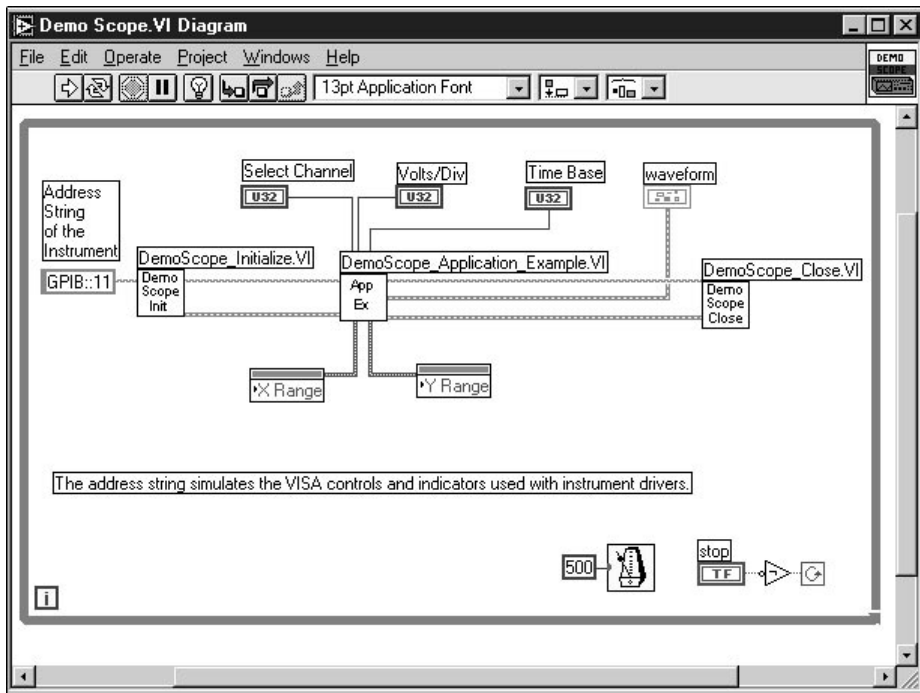 Demo Scope.VI Diagram
File Edit Operate Project Windows Help
DEMO
SCOPE
13pt Application Font
Select Channel
U32
Volts/Div
U32
Time Base
U32
waveform
Address
String
of the
Instrument
GPIB::11
DemoScope_Initialize.VI
Demo
Scope
Init
DemoScope_Application_Example.VI
App
Ex
DemoScope_Close.VI
Demo
Scope
Close
X Range
Y Range
The address string simulates the VISA controls and indicators used with instrument drivers.
500
stop
TF
i